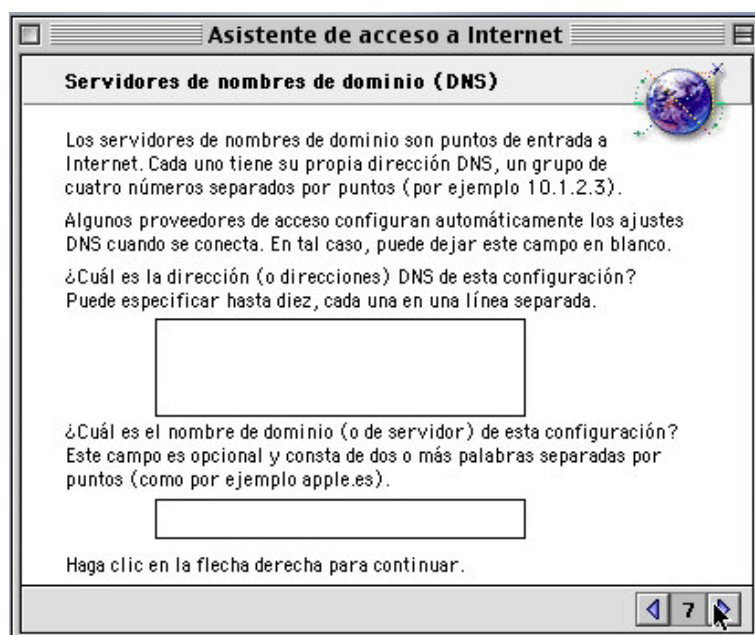 Asistente de acceso a Internet
Servidores de nombres de dominio (DNS)
Los servidores de nombres de dominio son puntos de entrada a
Internet. Cada uno tiene su propia dirección DNS, un grupo de
cuatro números separados por puntos (por ejemplo 10.1.2.3).
Algunos proveedores de acceso configuran automáticamente los ajustes
DNS cuando se conecta. En tal caso, puede dejar este campo en blanco.
¿Cuál es la dirección (o direcciones) DNS de esta configuración?
Puede especificar hasta diez, cada una en una línea separada.
¿Cuál es el nombre de dominio (o de servidor) de esta configuración?
Este campo es opcional y consta de dos o más palabras separadas por
puntos (como por ejemplo apple.es).
Haga clic en la flecha derecha para continuar.
7